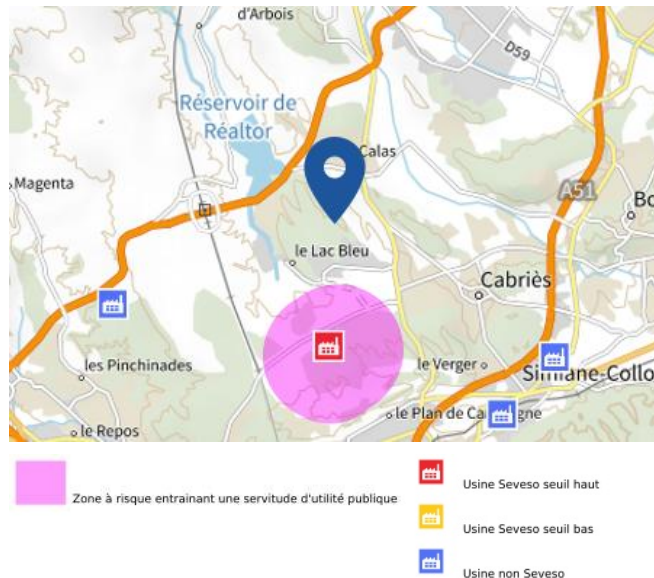 d'Arbois
D59
Réservoir de
Réaltor
Calas
Magenta
A51
Bo
le Lac Bleu
Cabriès
les Pinchinades
le Verger
Simiane-Collo
le Plan de Ca gne
le Repos
Zone à risque entrainant une servitude d'utilité publique
Usine Seveso seuil haut
Usine Seveso seuil bas
Usine non Seveso